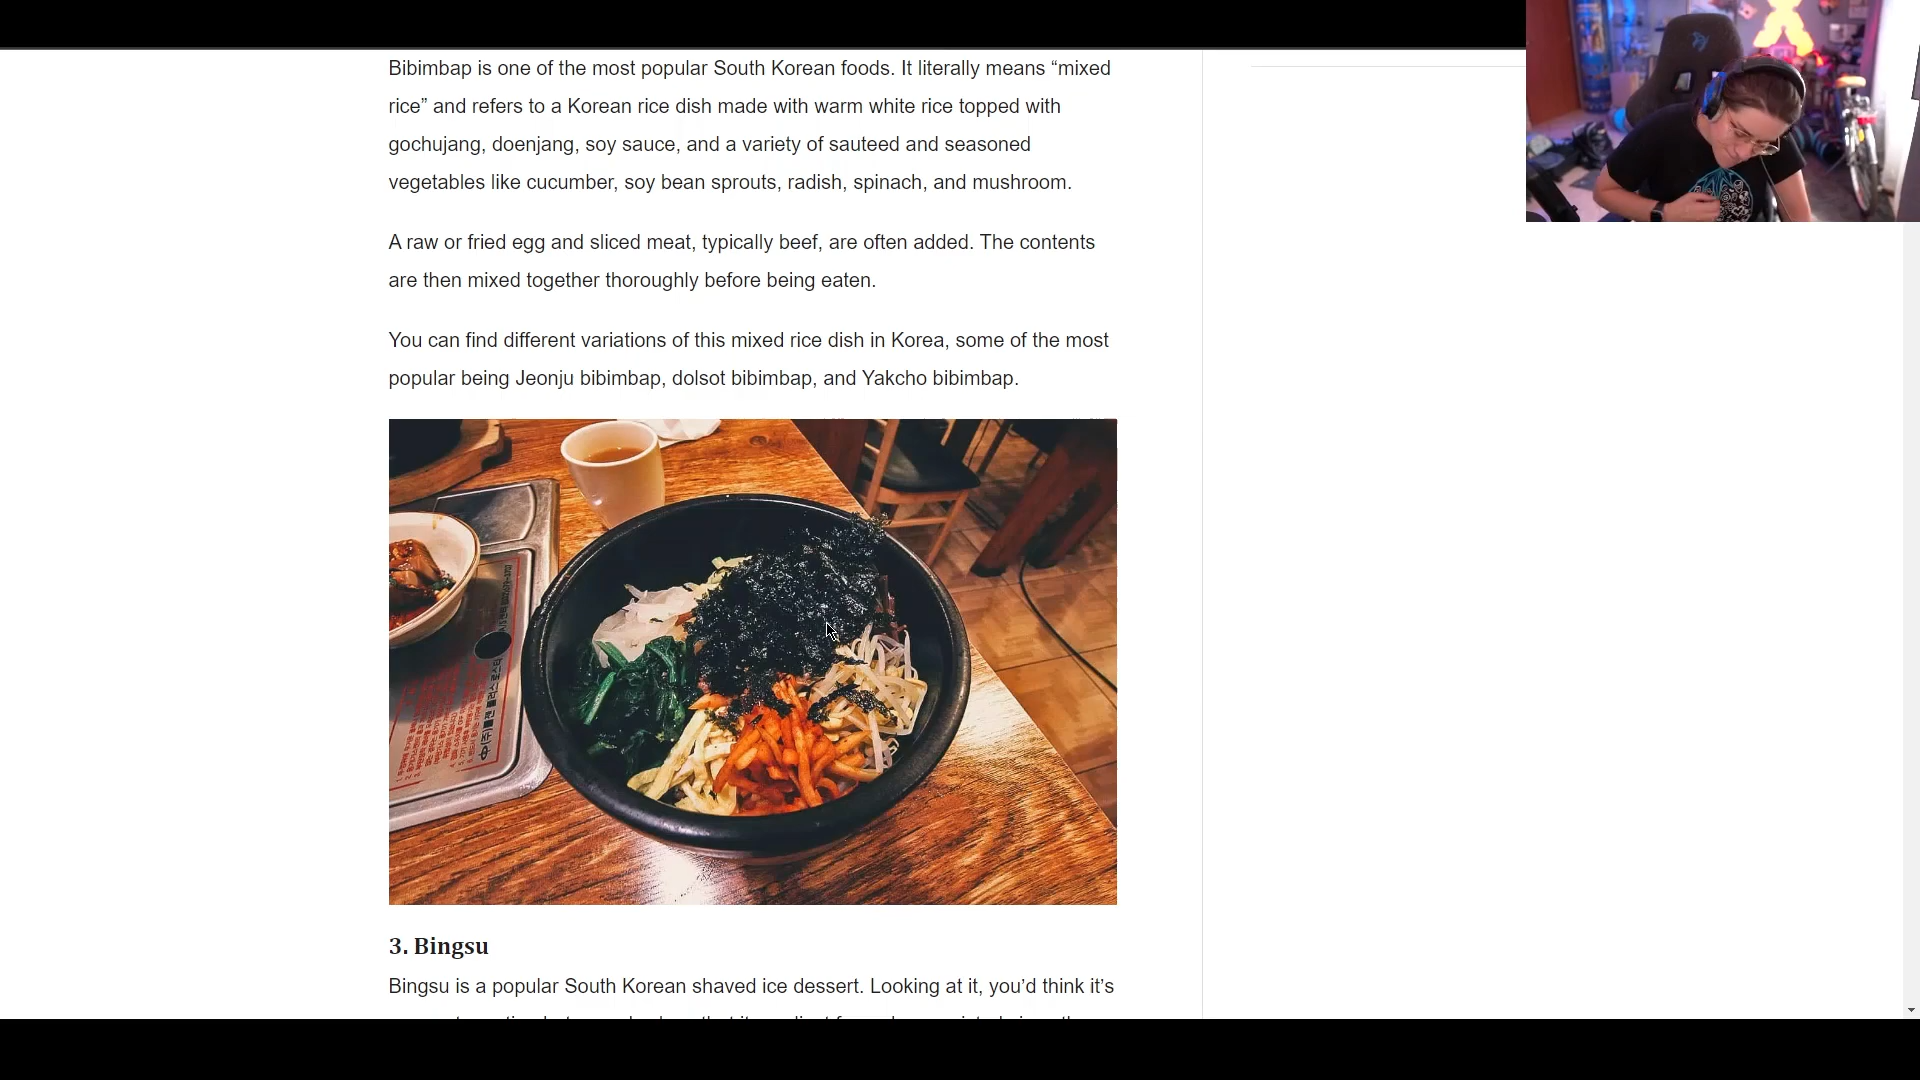 Bibimbap is one of the most popular South Korean foods. It literally means “mixed
rice” and refers to a Korean rice dish made with warm white rice topped with
gochujang, doenjang, soy sauce, and a variety of sauteed and seasoned
vegetables like cucumber, soy bean sprouts, radish, spinach, and mushroom.
A raw or fried egg and sliced meat, typically beef, are often added. The contents
are then mixed together thoroughly before being eaten.
You can find different variations of this mixed rice dish in Korea, some of the most
popular being Jeonju bibimbap, dolsot bibimbap, and Yakcho bibimbap.
3. Bingsu
Bingsu is a popular South Korean shaved ice dessert. Looking at it, you’d think it’s